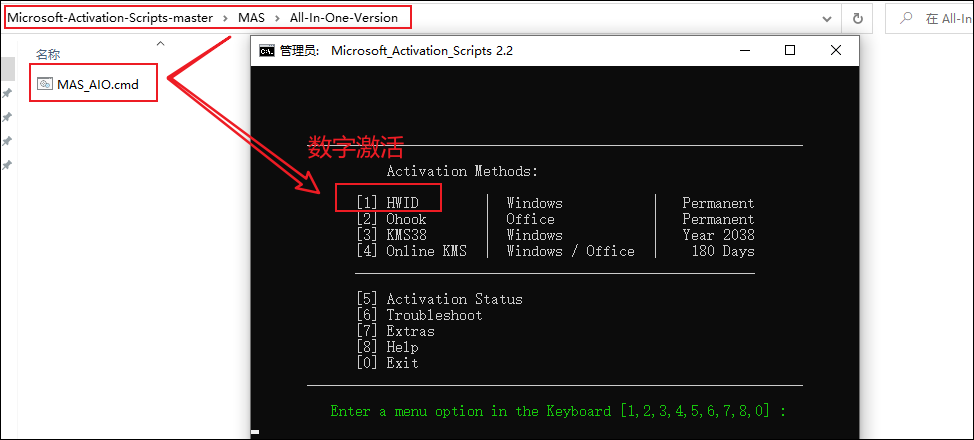 Microsoft-Activation-Scripts-master > MAS > All-In-One-Version
在 All-I
名称
MAS_AIO.cmd
管理员: Microsoft_Activation_Scripts 2.2
数字激活
Activation Methods:
[1] HWID | Windows | Permanent
[2] Ohook | Office | Permanent
[3] KMS38 | Windows | Year 2038
[4] Online KMS | Windows / Office | 180 Days
[5] Activation Status
[6] Troubleshoot
[7] Extras
[8] Help
[0] Exit
Enter a menu option in the Keyboard [1,2,3,4,5,6,7,8,0] :